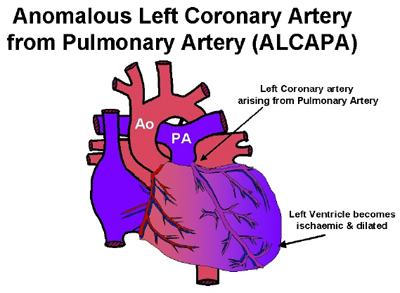 Anomalous Left Coronary Artery
from Pulmonary Artery (ALCAPA)
Left Coronary artery
arising from Pulmonary Artery
Ao
PA
Left Ventricle becomes
ischaemic & dilated